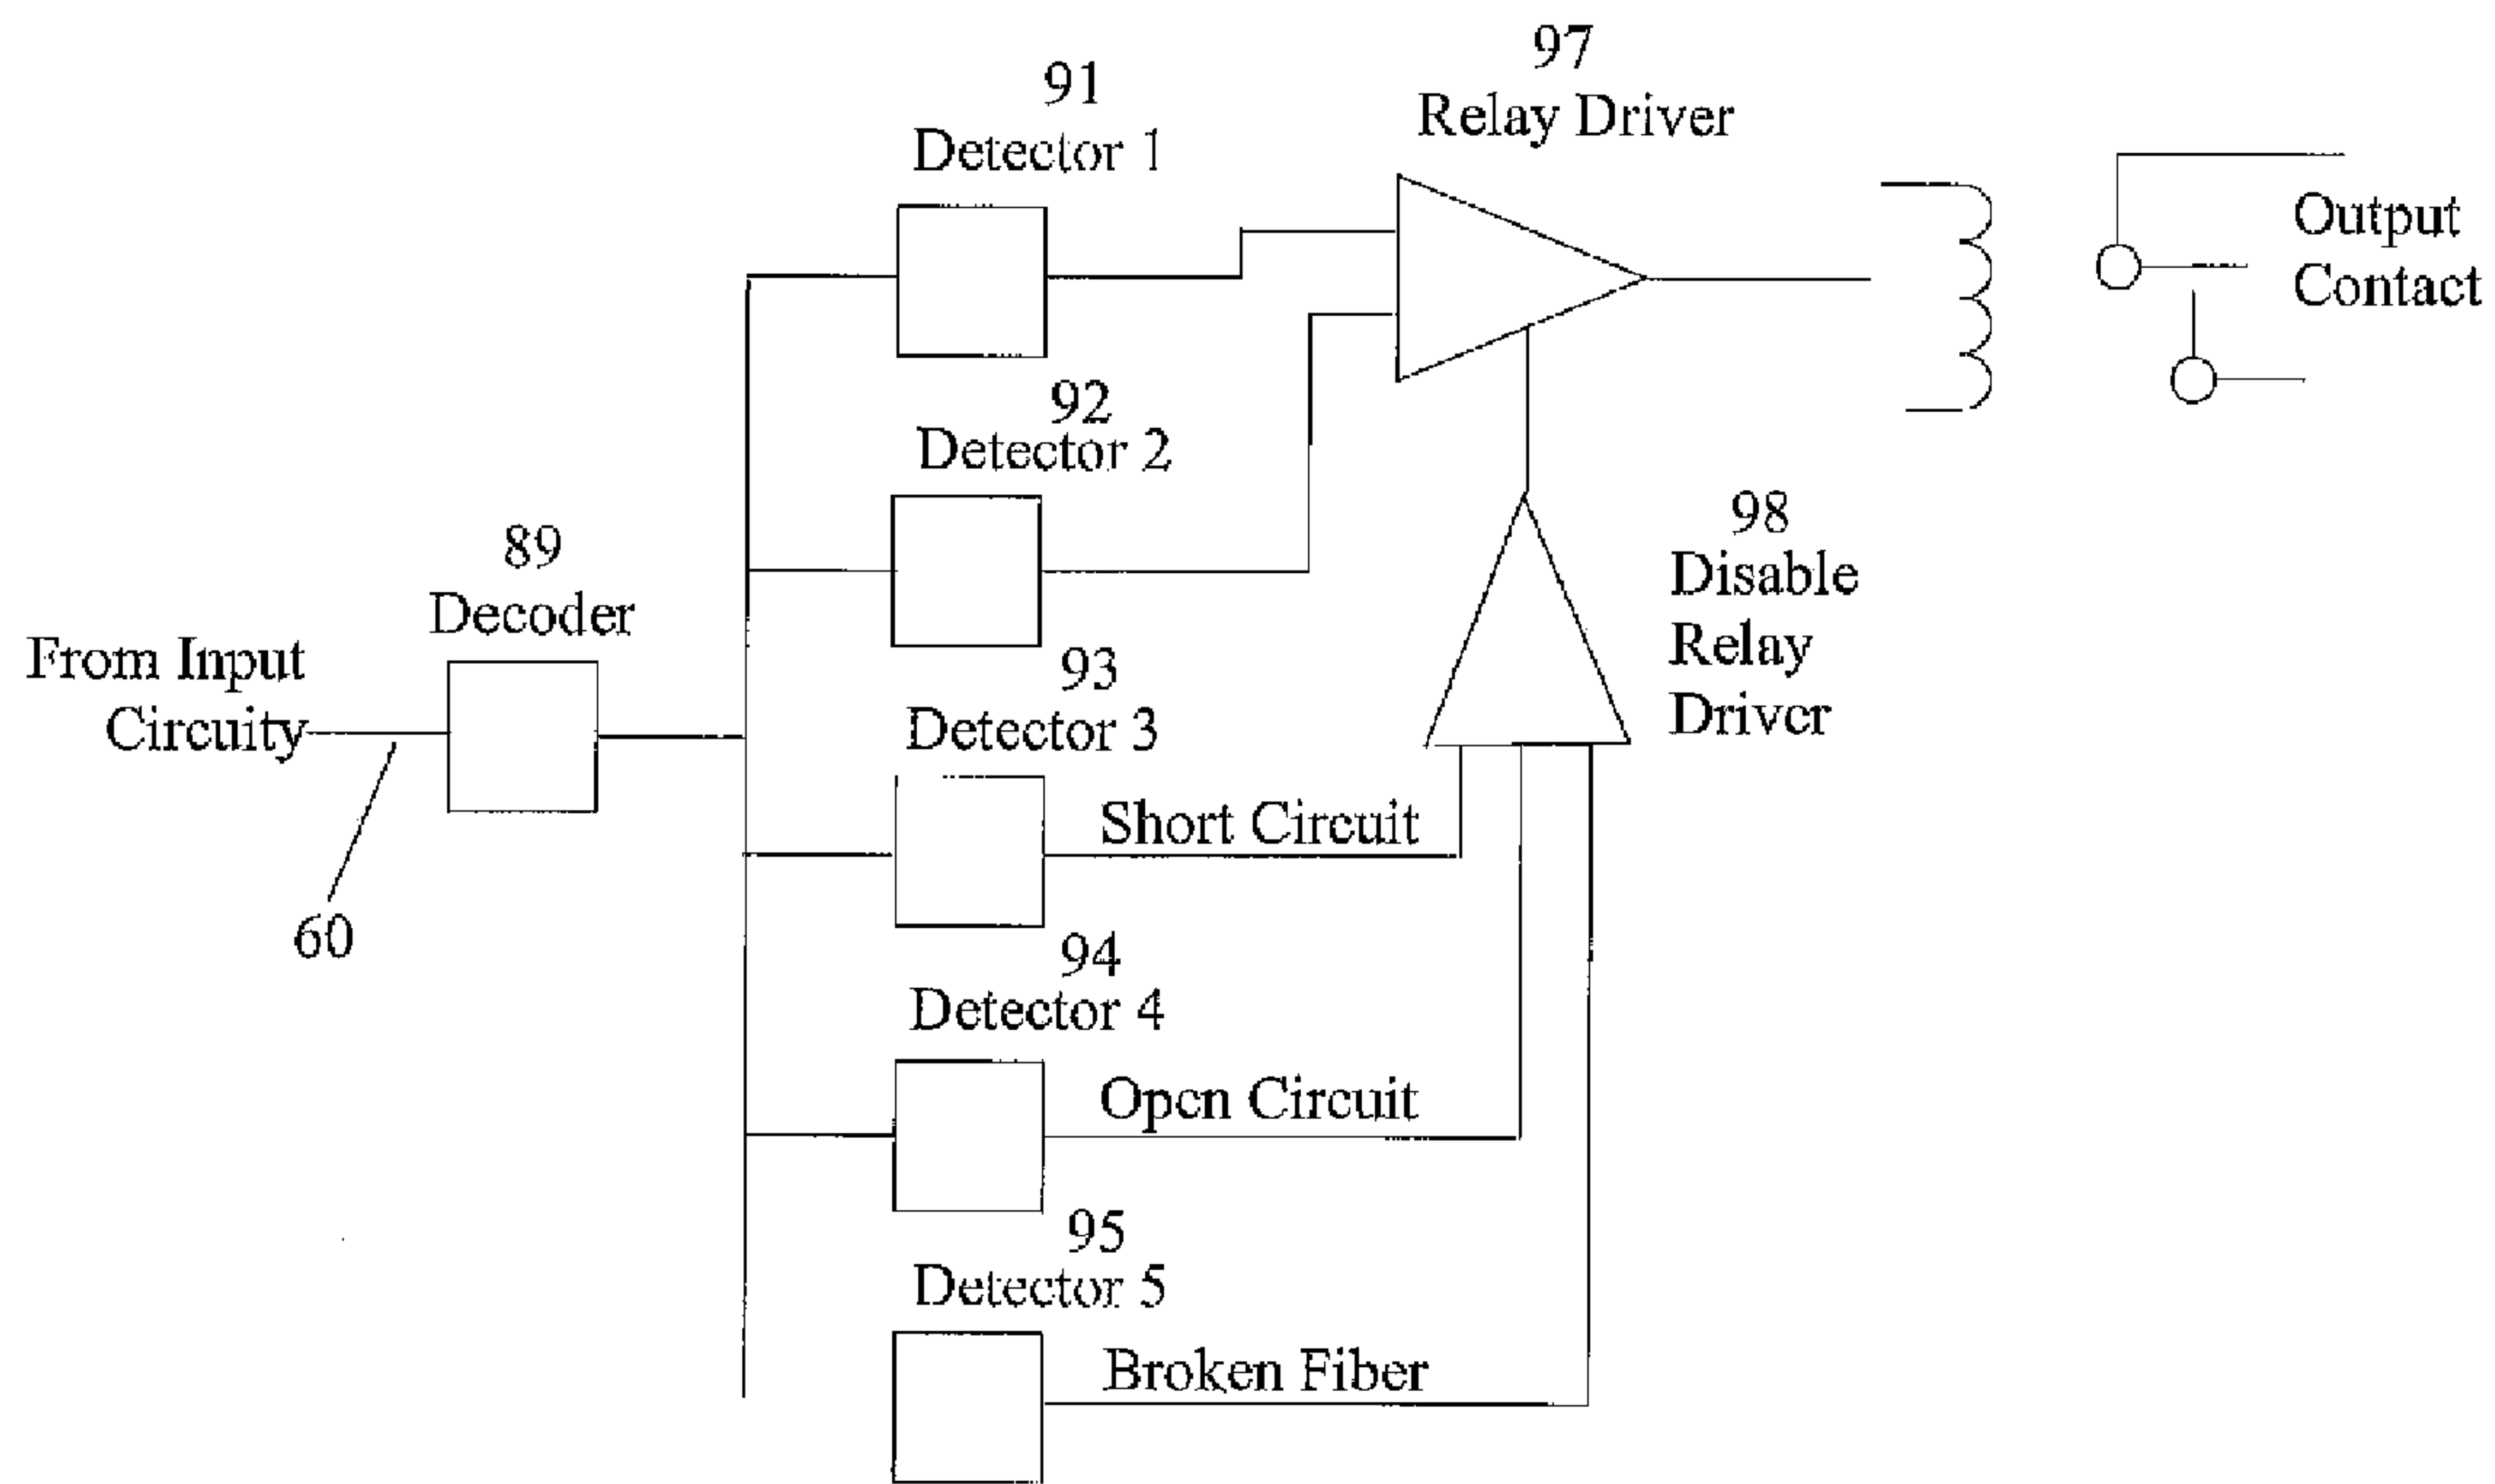 97
Relay Driver
91
Detector 1
Output
Contact
92
Detector 2
98
Disable
Relay
Driver
89
Decoder
From Input
Circuity
60
93
Detector 3
Short Circuit
94
Detector 4
Open Circuit
95
Detector 5
Broken Fiber